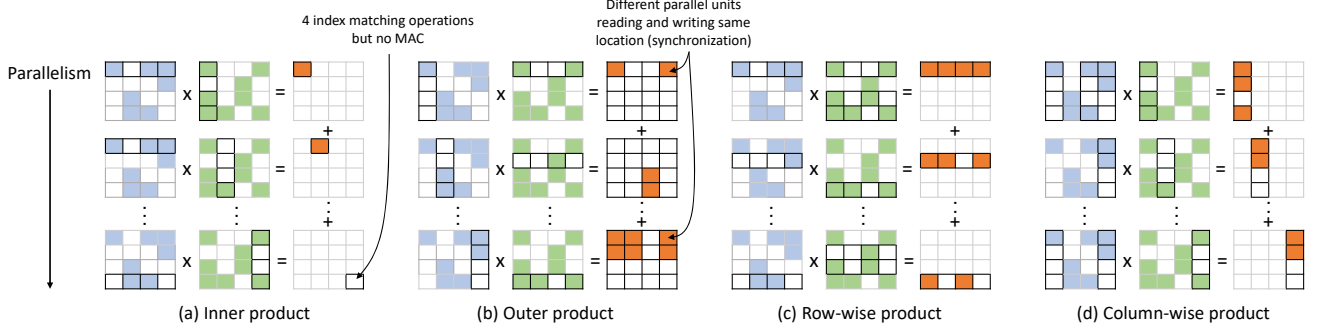 4 index matching operations
but no MAC
Different parallel units
reading and writing same
location (synchronization)
Parallelism
x = x = x = x =
+ + + +
x = x = x = x =
+ + + +
x = x = x = x =
(a) Inner product
(b) Outer product
(c) Row-wise product
(d) Column-wise product